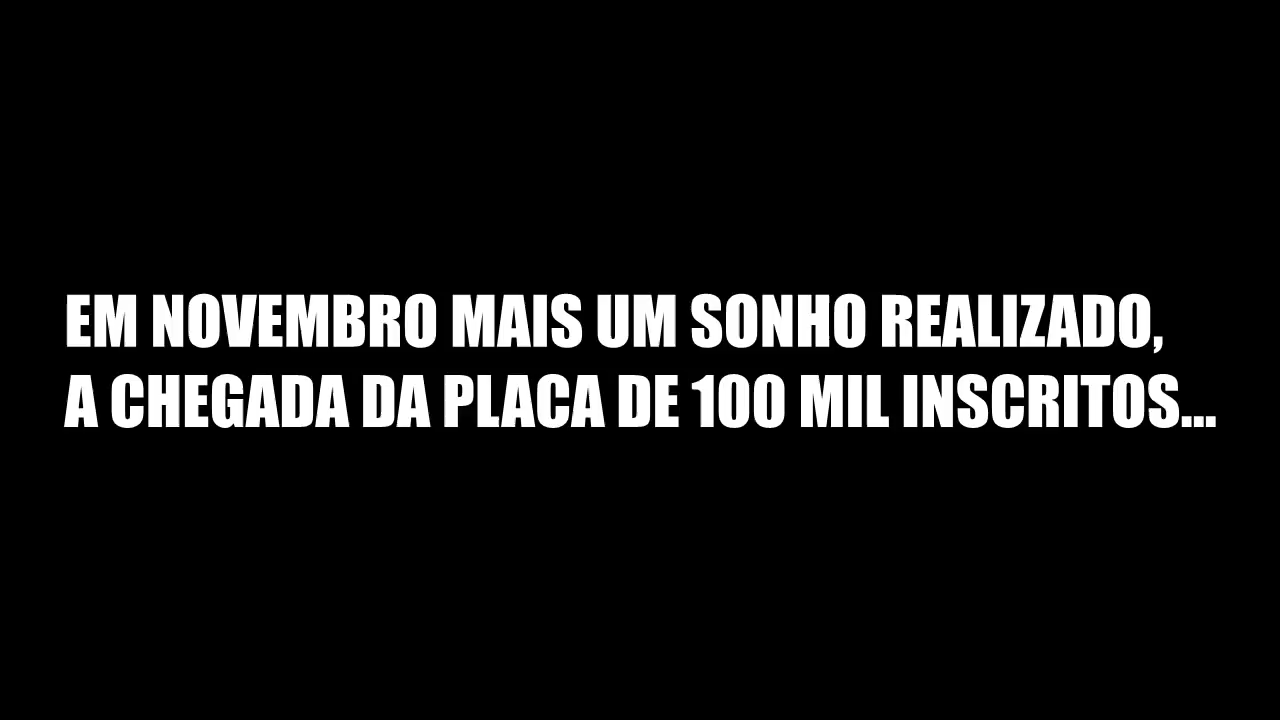 EM NOVEMBRO MAIS UM SONHO REALIZADO,
A CHEGADA DA PLACA DE 100 MIL INSCRITOS...